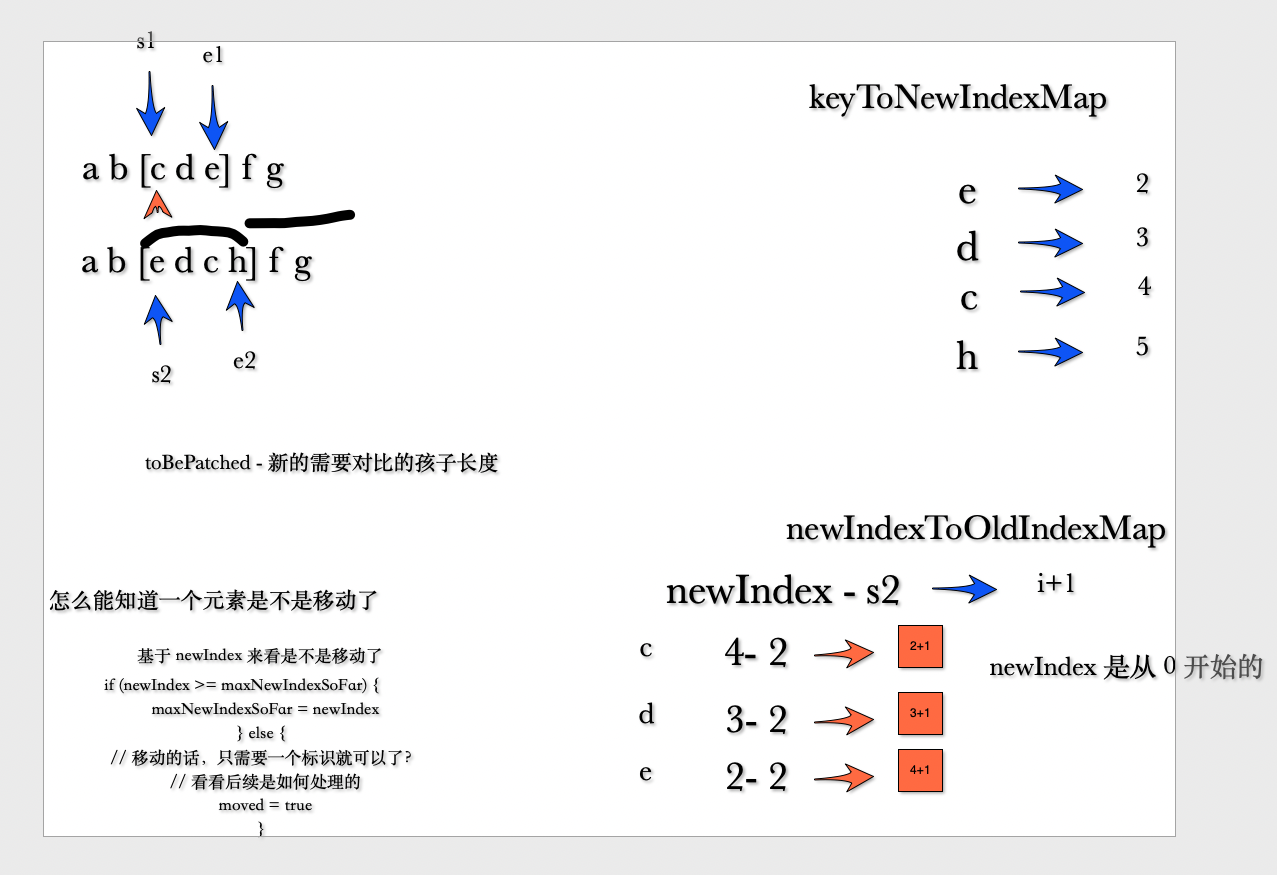 s1
e1
a b [c d e] f g
a b [e d c h] f g
s2
e2
keyToNewIndexMap
e 2
d 3
c 4
h 5
toBePatched - 新的需要对比的孩子长度
newIndexToOldIndexMap
newIndex - s2 i+1
c 4- 2 2+1
d 3- 2 3+1
e 2- 2 4+1
newIndex 是从 0 开始的
怎么能知道一个元素是不是移动了
基于 newIndex 来看是不是移动了
if (newIndex >= maxNewIndexSoFar) {
maxNewIndexSoFar = newIndex
} else {
// 移动的话，只需要一个标识就可以了?
// 看看后续是如何处理的
moved = true
}